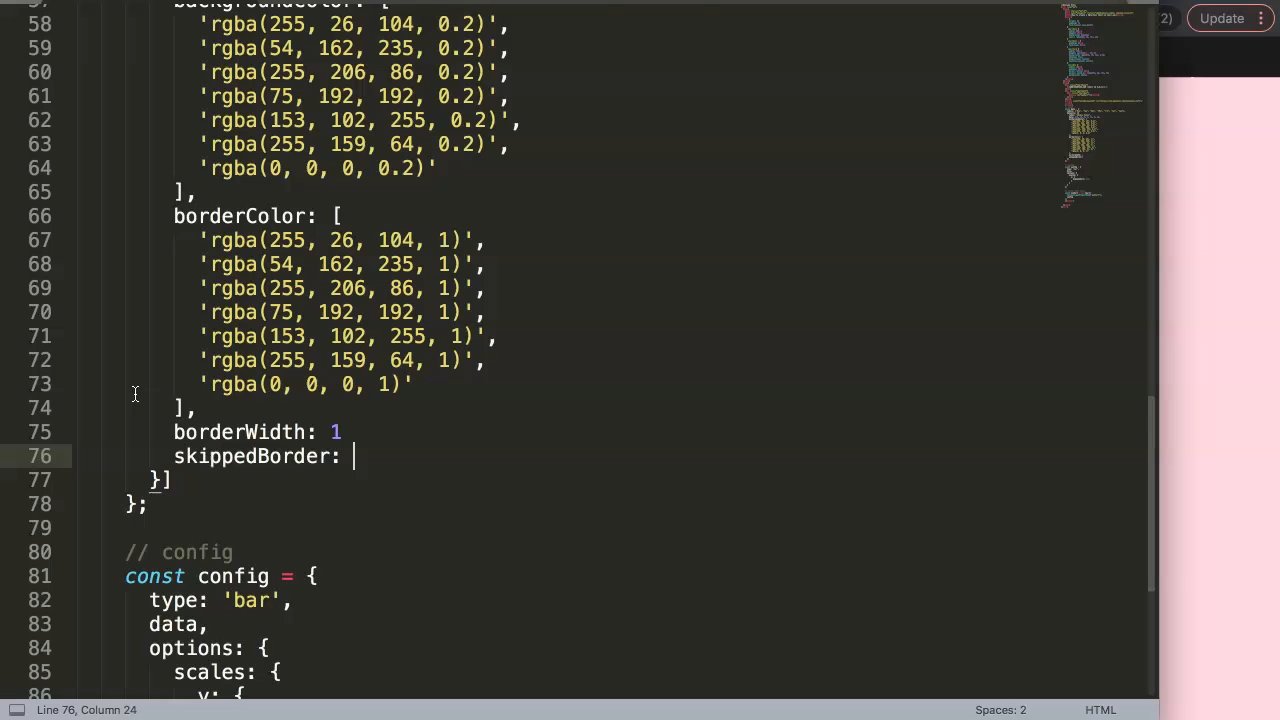 57 backgroundColor: [
58 'rgba(255, 26, 104, 0.2)',
59 'rgba(54, 162, 235, 0.2)',
60 'rgba(255, 206, 86, 0.2)',
61 'rgba(75, 192, 192, 0.2)',
62 'rgba(153, 102, 255, 0.2)',
63 'rgba(255, 159, 64, 0.2)',
64 'rgba(0, 0, 0, 0.2)'
65 ],
66 borderColor: [
67 'rgba(255, 26, 104, 1)',
68 'rgba(54, 162, 235, 1)',
69 'rgba(255, 206, 86, 1)',
70 'rgba(75, 192, 192, 1)',
71 'rgba(153, 102, 255, 1)',
72 'rgba(255, 159, 64, 1)',
73 'rgba(0, 0, 0, 1)'
74 ],
75 borderWidth: 1
76 skippedBorder:
77 }]
78 };
79
80 // config
81 const config = {
82 type: 'bar',
83 data,
84 options: {
85 scales: {
86 y: {
2) Update
Line 76, Column 24
Spaces: 2
HTML